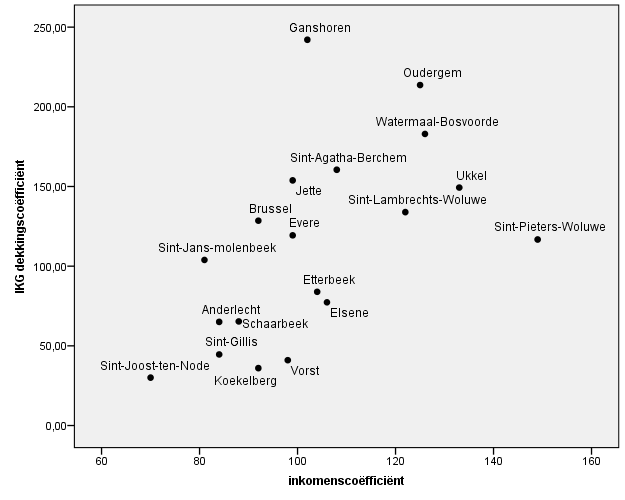 Ganshoren
250,00
Oudergem
200,00
Watermaal-Bosvoorde
Sint-Agatha-Berchem
Ukkel
150,00
Jette
Sint-Lambrechts-Woluwe
Brussel
Evere
Sint-Pieters-Woluwe
Sint-Jans-molenbeek
IKG dekkingscoëfficiënt
100,00
Etterbeek
Anderlecht
Elsene
Schaarbeek
50,00
Sint-Gillis
Sint-Joost-ten-Node
Vorst
Koekelberg
0,00
60 80 100 120 140 160
inkomenscoëfficiënt